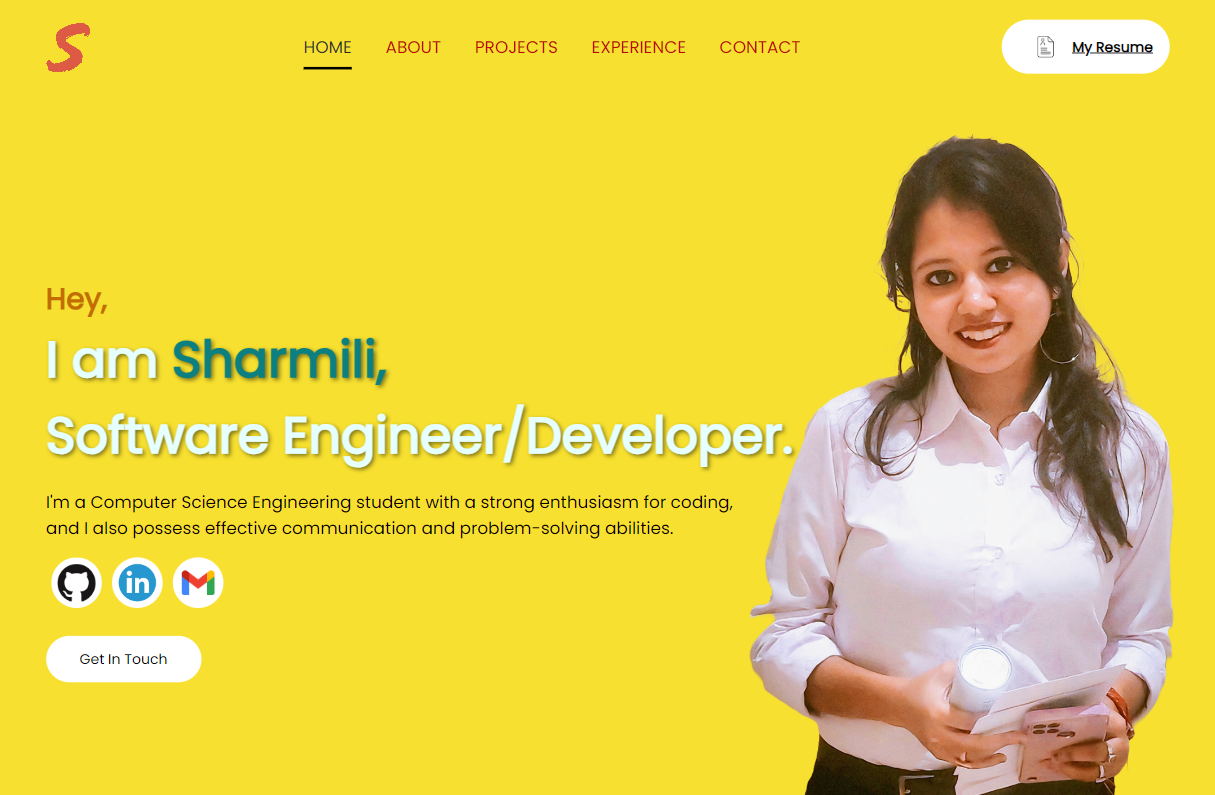 S
HOME ABOUT PROJECTS EXPERIENCE CONTACT
My Resume
Hey,
I am Sharmili,
Software Engineer/Developer.
I'm a Computer Science Engineering student with a strong enthusiasm for coding,
and I also possess effective communication and problem-solving abilities.
in
Get In Touch